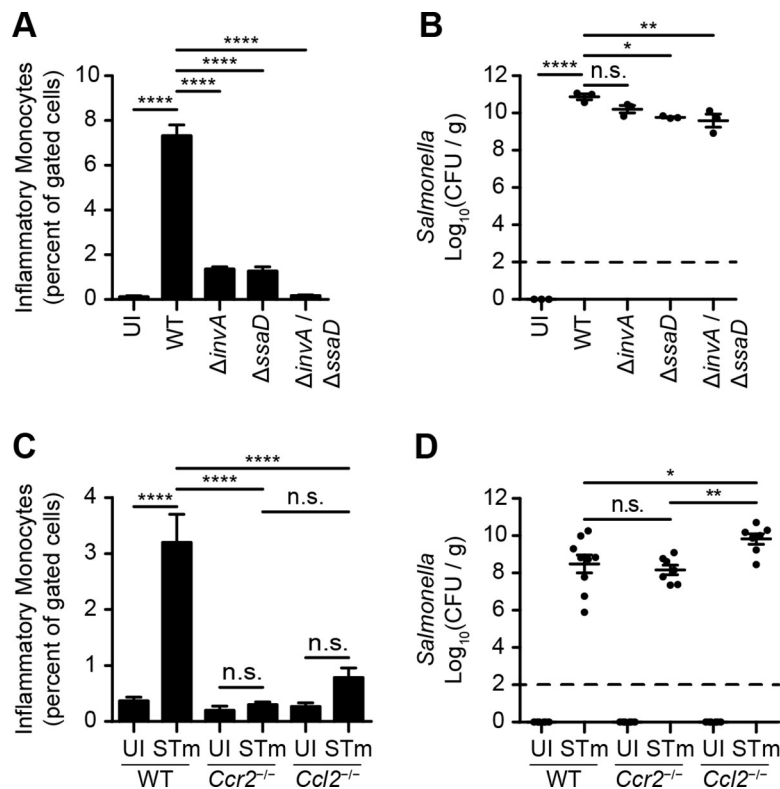 A
Inflammatory Monocytes
(percent of gated cells)
10
8
6
4
2
0
****
****
****
****
UI
WT
ΔinvA
ΔssaD
ΔinvA /
ΔssaD
B
Salmonella
Log10(CFU / g)
12
10
8
6
4
2
0
**
*
**** n.s.
UI
WT
ΔinvA
ΔssaD
ΔinvA /
ΔssaD
C
Inflammatory Monocytes
(percent of gated cells)
4
3
2
1
0
****
****
**** n.s.
n.s.
n.s.
UI STm UI STm UI STm
WT Ccr2–/– Ccl2–/–
D
Salmonella
Log10(CFU / g)
12
10
8
6
4
2
0
*
n.s. **
UI STm UI STm UI STm
WT Ccr2–/– Ccl2–/–